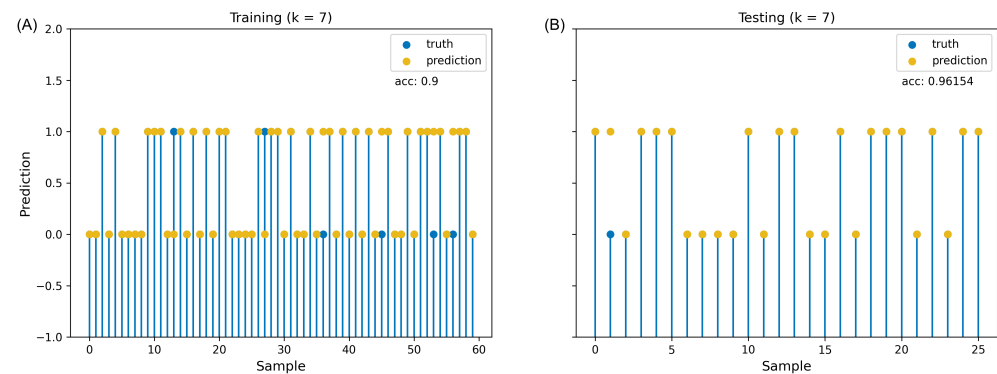 (A)
Training (k = 7)
truth
prediction
acc: 0.9
2.0
1.5
1.0
0.5
0.0
−0.5
−1.0
Prediction
0 10 20 30 40 50 60
Sample
(B)
Testing (k = 7)
truth
prediction
acc: 0.96154
0 5 10 15 20 25
Sample